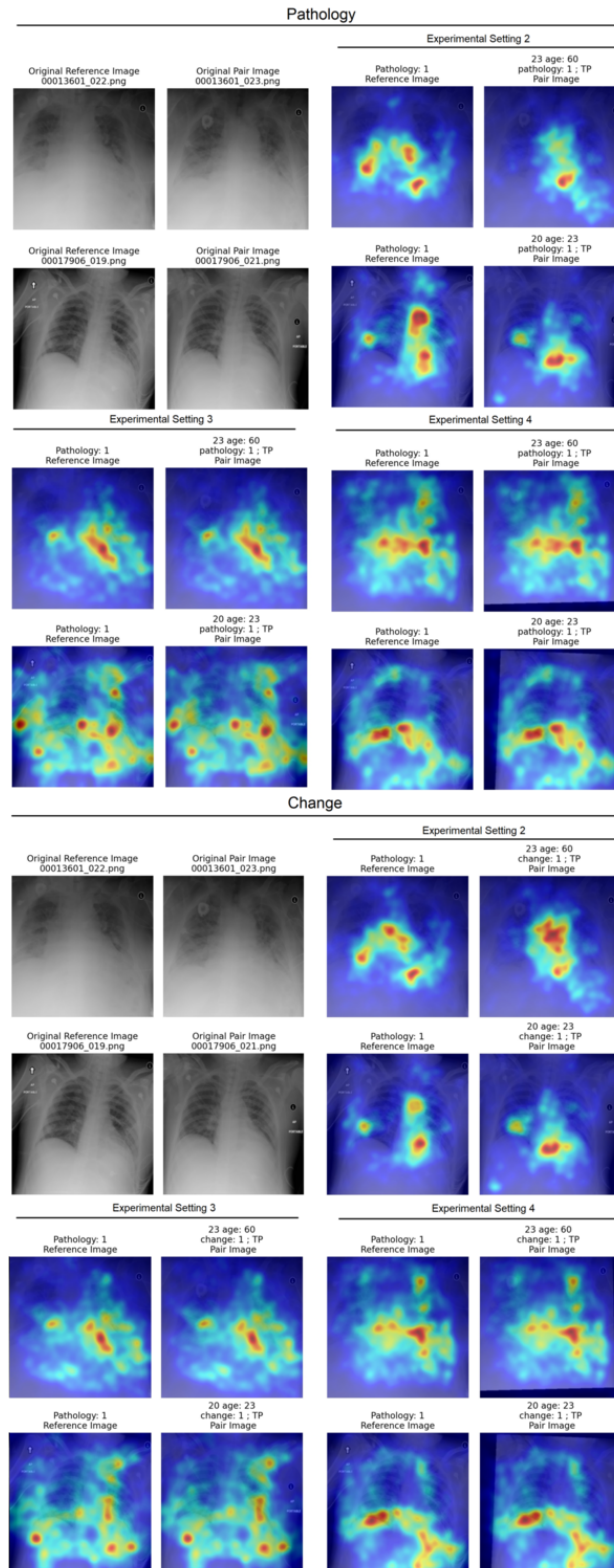 Pathology
Experimental Setting 2
Original Reference Image
00013601_022.png
Original Pair Image
00013601_023.png
Pathology: 1
Reference Image
23 age: 60
pathology: 1 ; TP
Pair Image
Original Reference Image
00017906_019.png
Original Pair Image
00017906_021.png
Pathology: 1
Reference Image
20 age: 23
pathology: 1 ; TP
Pair Image
Experimental Setting 3
Experimental Setting 4
Pathology: 1
Reference Image
23 age: 60
pathology: 1 ; TP
Pair Image
Pathology: 1
Reference Image
23 age: 60
pathology: 1 ; TP
Pair Image
Pathology: 1
Reference Image
20 age: 23
pathology: 1 ; TP
Pair Image
Pathology: 1
Reference Image
20 age: 23
pathology: 1 ; TP
Pair Image
Change
Experimental Setting 2
Original Reference Image
00013601_022.png
Original Pair Image
00013601_023.png
Pathology: 1
Reference Image
23 age: 60
change: 1 ; TP
Pair Image
Original Reference Image
00017906_019.png
Original Pair Image
00017906_021.png
Pathology: 1
Reference Image
20 age: 23
change: 1 ; TP
Pair Image
Experimental Setting 3
Experimental Setting 4
Pathology: 1
Reference Image
23 age: 60
change: 1 ; TP
Pair Image
Pathology: 1
Reference Image
23 age: 60
change: 1 ; TP
Pair Image
Pathology: 1
Reference Image
20 age: 23
change: 1 ; TP
Pair Image
Pathology: 1
Reference Image
20 age: 23
change: 1 ; TP
Pair Image